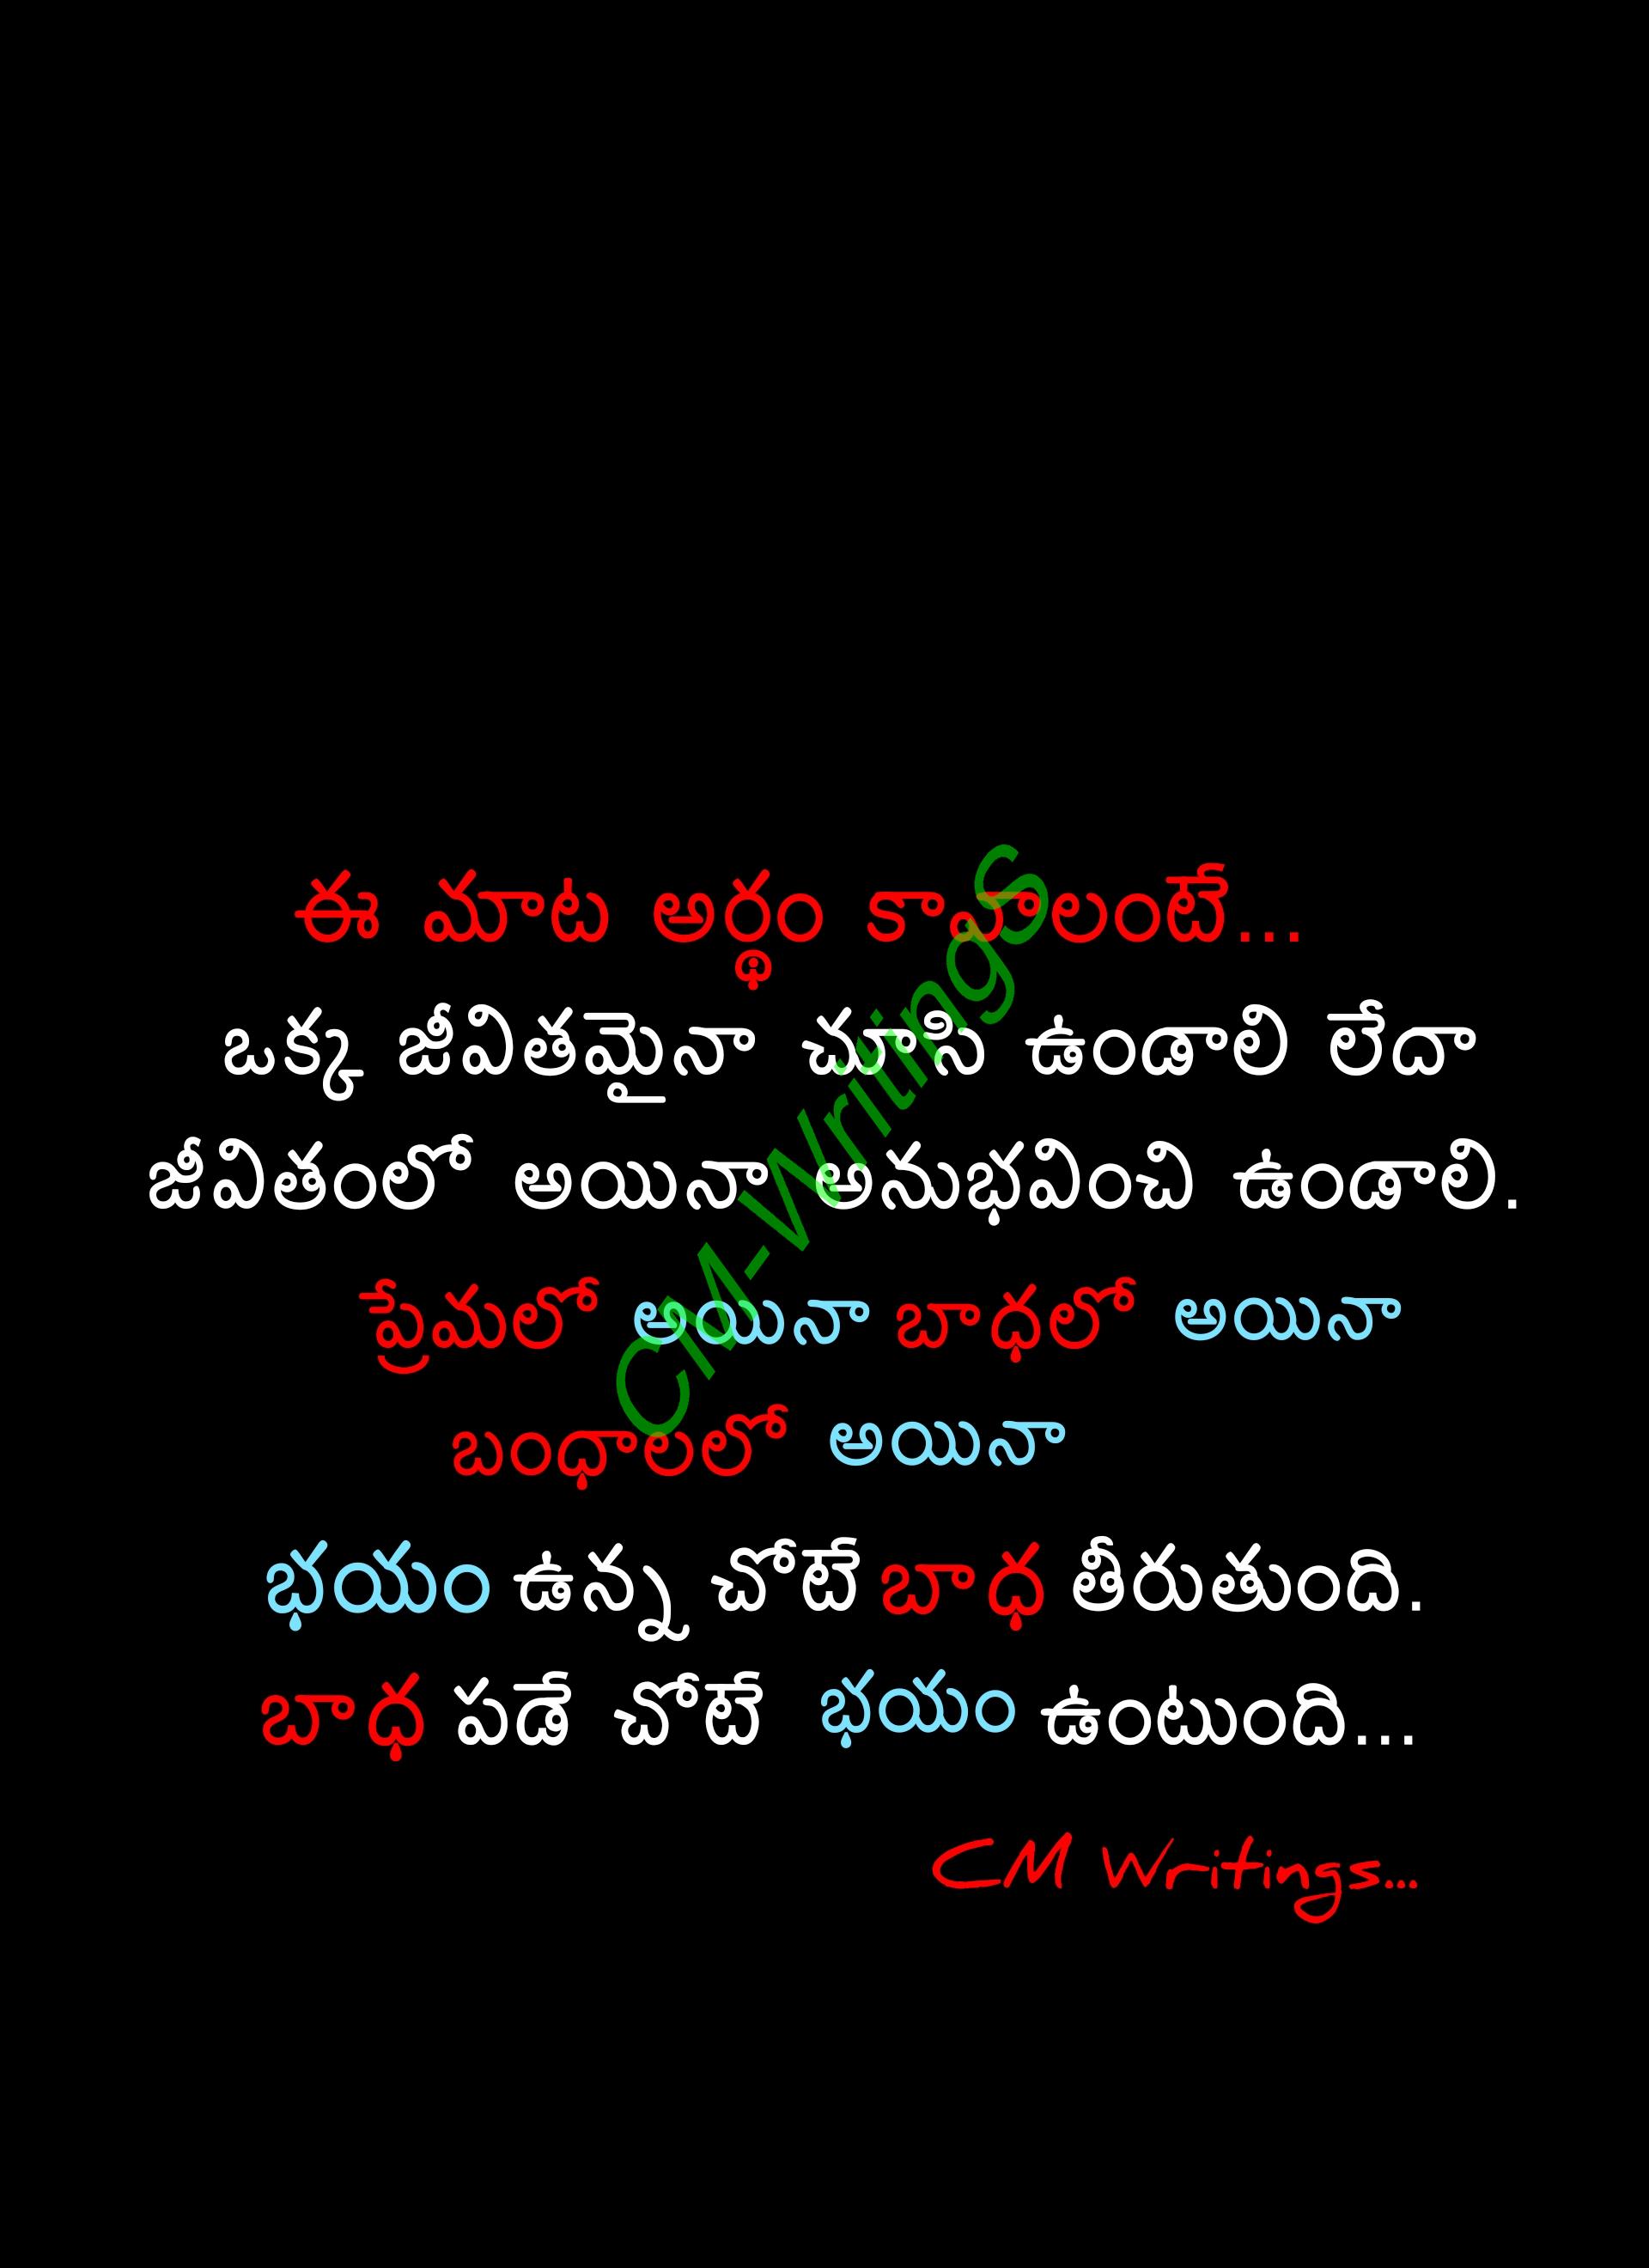 ఈ మాట అర్థం కావాలంటే...
ఒక్క జీవితమైనా చూసి ఉండాలి లేదా
జీవితంలో అయినా అనుభవించి ఉండాలి.
ప్రేమలో అయినా బాధలో అయినా
బంధాలలో అయినా
భయం ఉన్న చోటే బాధ తీరుతుంది.
బాధ పడే చోటే భయం ఉంటుంది...
CM Writings...
CM-Writings